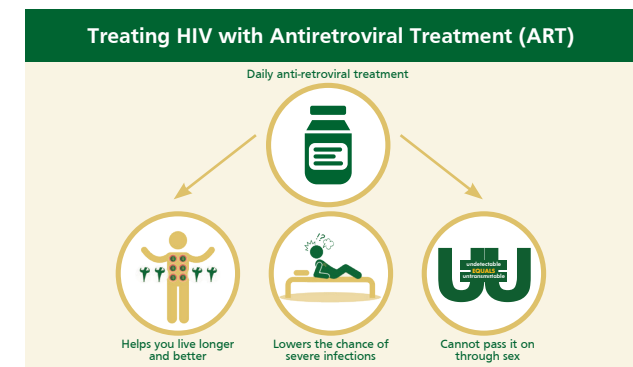 Treating HIV with Antiretroviral Treatment (ART)
Daily anti-retroviral treatment
!?
undetectable
EQUALS
untransmittable
Helps you live longer
and better
Lowers the chance of
severe infections
Cannot pass it on
through sex